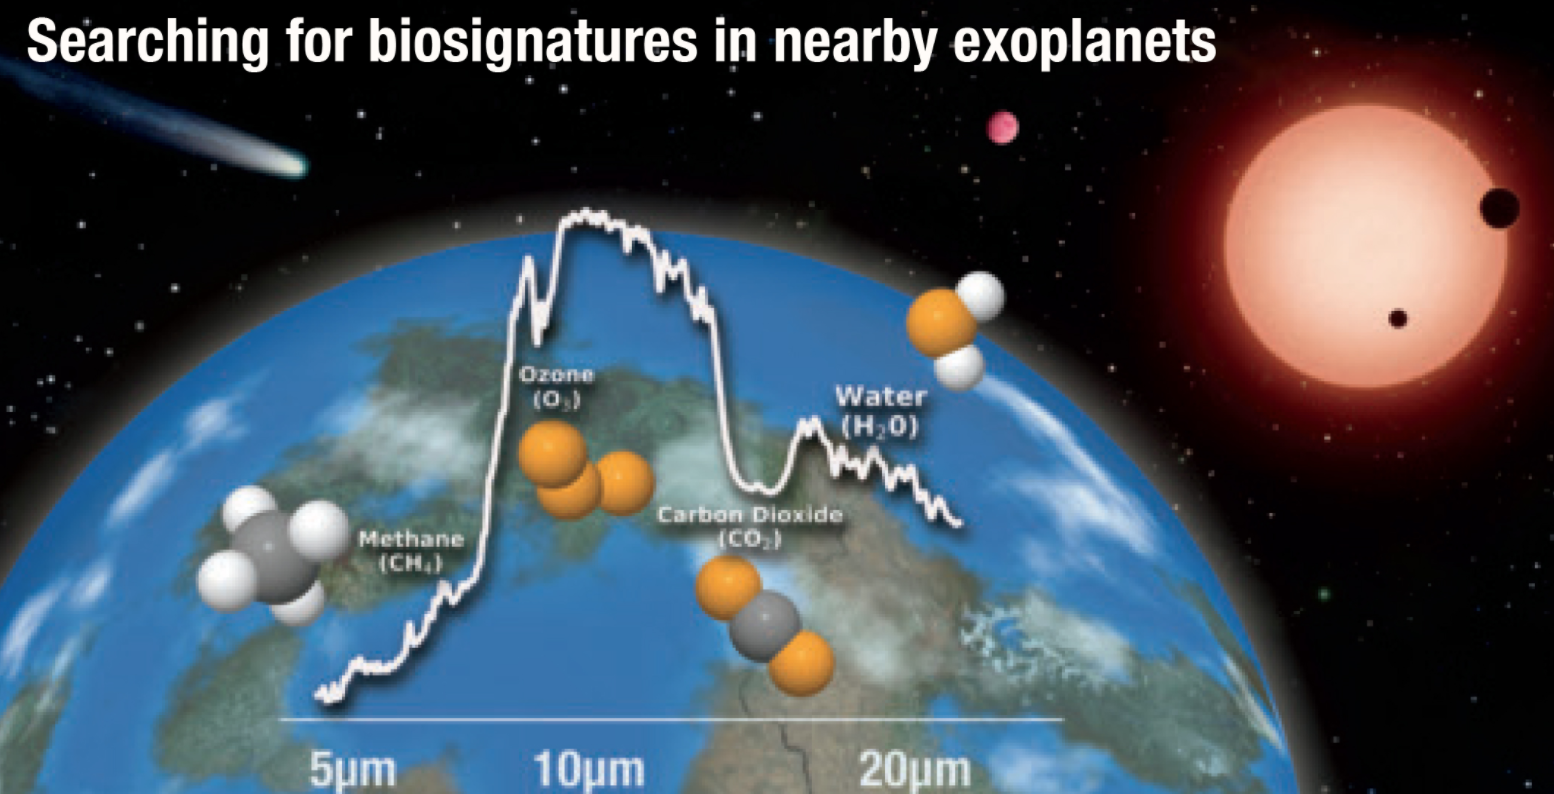 Searching for biosignatures in nearby exoplanets
Ozone
(O₃)
Water
(H₂O)
Methane
(CH₄)
Carbon Dioxide
(CO₂)
5µm 10µm 20µm